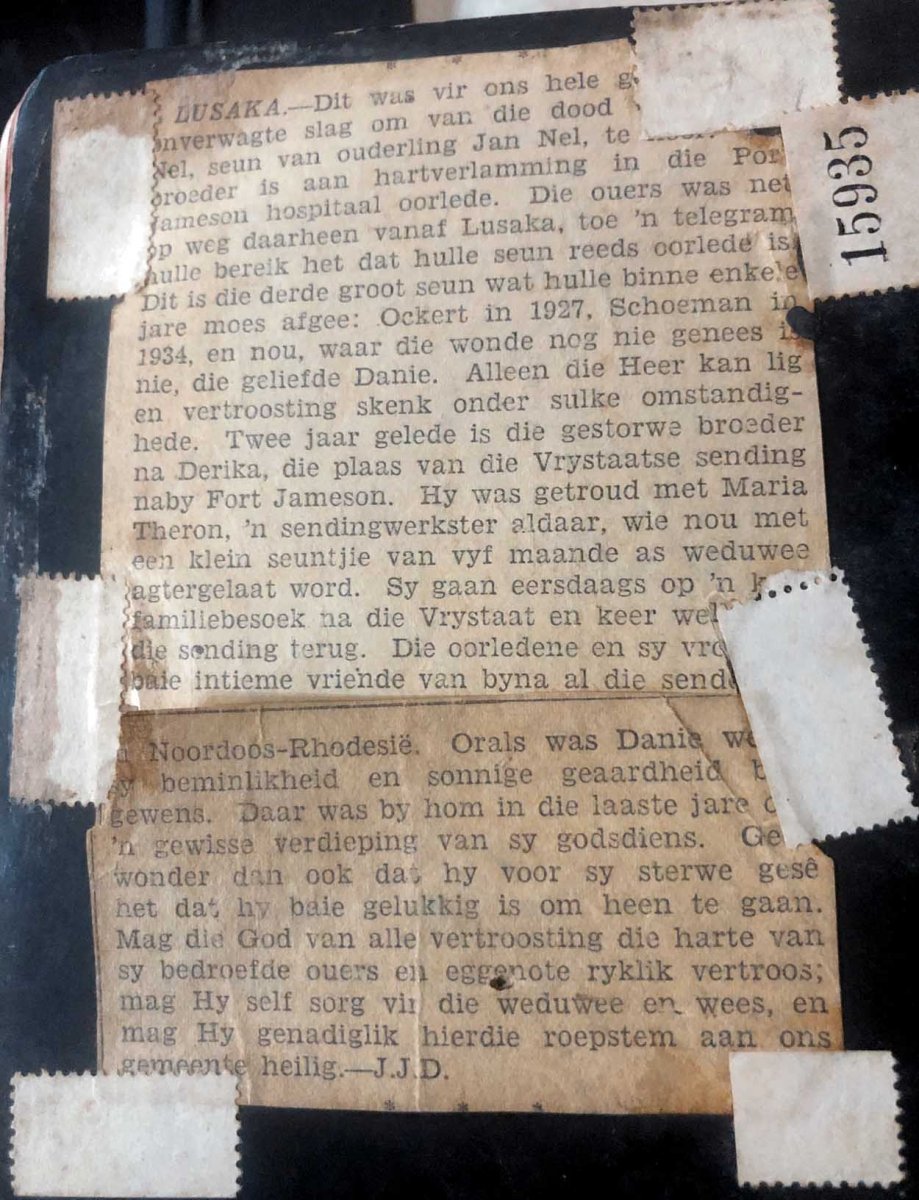 LUSAKA.—Dit was vir ons hele
onverwagte slag om van die dood
Nel, seun van ouderling Jan Nel, te
broeder is aan hartverlamming in die
Jameson hospitaal oorlede. Die ouers was net
op weg daarheen vanaf Lusaka, toe 'n telegram
hulle bereik het dat hulle seun reeds oorlede is.
Dit is die derde groot seun wat hulle binne enkele
jare moes afgee: Ockert in 1927, Schoeman in
1934, en nou, waar die wonde nog nie genees is
nie, die geliefde Danie. Alleen die Heer kan lig
en vertroosting skenk onder sulke omstandig-
hede. Twee jaar gelede is die gestorwe broeder
na Derika, die plaas van die Vrystaatse sending
naby Fort Jameson. Hy was getroud met Maria
Theron, 'n sendingwerkster aldaar, wie nou met
een klein seuntjie van vyf maande as weduwee
agtergelaat word. Sy gaan eersdaags op 'n
familiebesoek na die Vrystaat en keer
die sending terug. Die oorledene en sy
baie intieme vriende van byna al die
Noordoos-Rhodesië. Orals was Danie
sy beminlikheid en sonnige geaardheid
gewens. Daar was by hom in die laaste jare
'n gewisse verdieping van sy godsdiens.
wonder dan ook dat hy voor sy sterwe gesê
het dat hy baie gelukkig is om heen te gaan.
Mag die God van alle vertroosting die harte van
sy bedroefde ouers en eggenote ryklik vertroos;
mag Hy self sorg vir die weduwee en wees, en
mag Hy genadiglik hierdie roepstem aan ons
gemeente heilig.—J.J.D.
15935